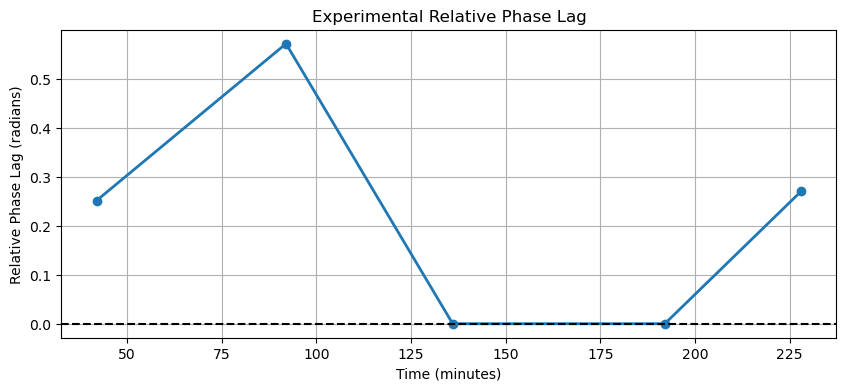 Experimental Relative Phase Lag
Relative Phase Lag (radians)
0.5
0.4
0.3
0.2
0.1
0.0
50 75 100 125 150 175 200 225
Time (minutes)